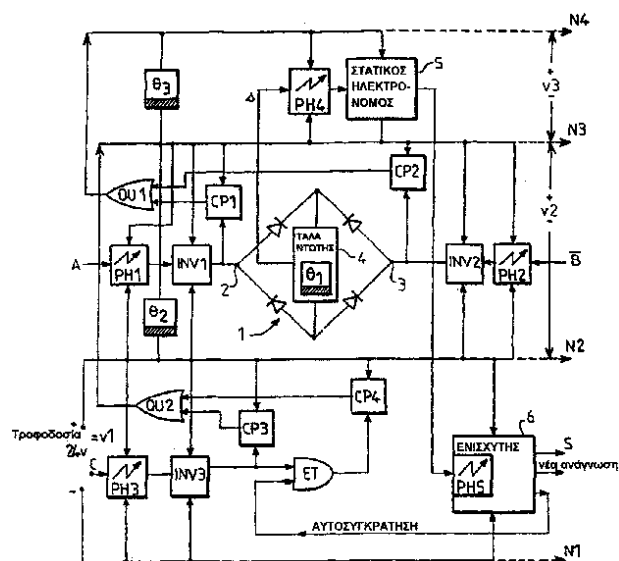 N4
5
ΣΤΑΤΙΚΟΣ
ΗΛΕΚΤΡΟ-
ΝΟΜΟΣ
θ3
PH4
v3
N3
CP2
OU1
CP1
v2
ΤΑΛΑ
ΝΤΩΤΗΣ
4
θ1
A
PH1
INV1
2
3
INV2
PH2
B̅
θ2
1
N2
OU2
CP4
6
CP3
Τροφοδοσία
+
=v1
ΕΝΙΣΧΥΤΗΣ
S
C
PH3
INV3
ET
PH5
νέα ανάγνωση
-
ΑΥΤΟΣΥΓΚΡΑΤΗΣΗ
N1